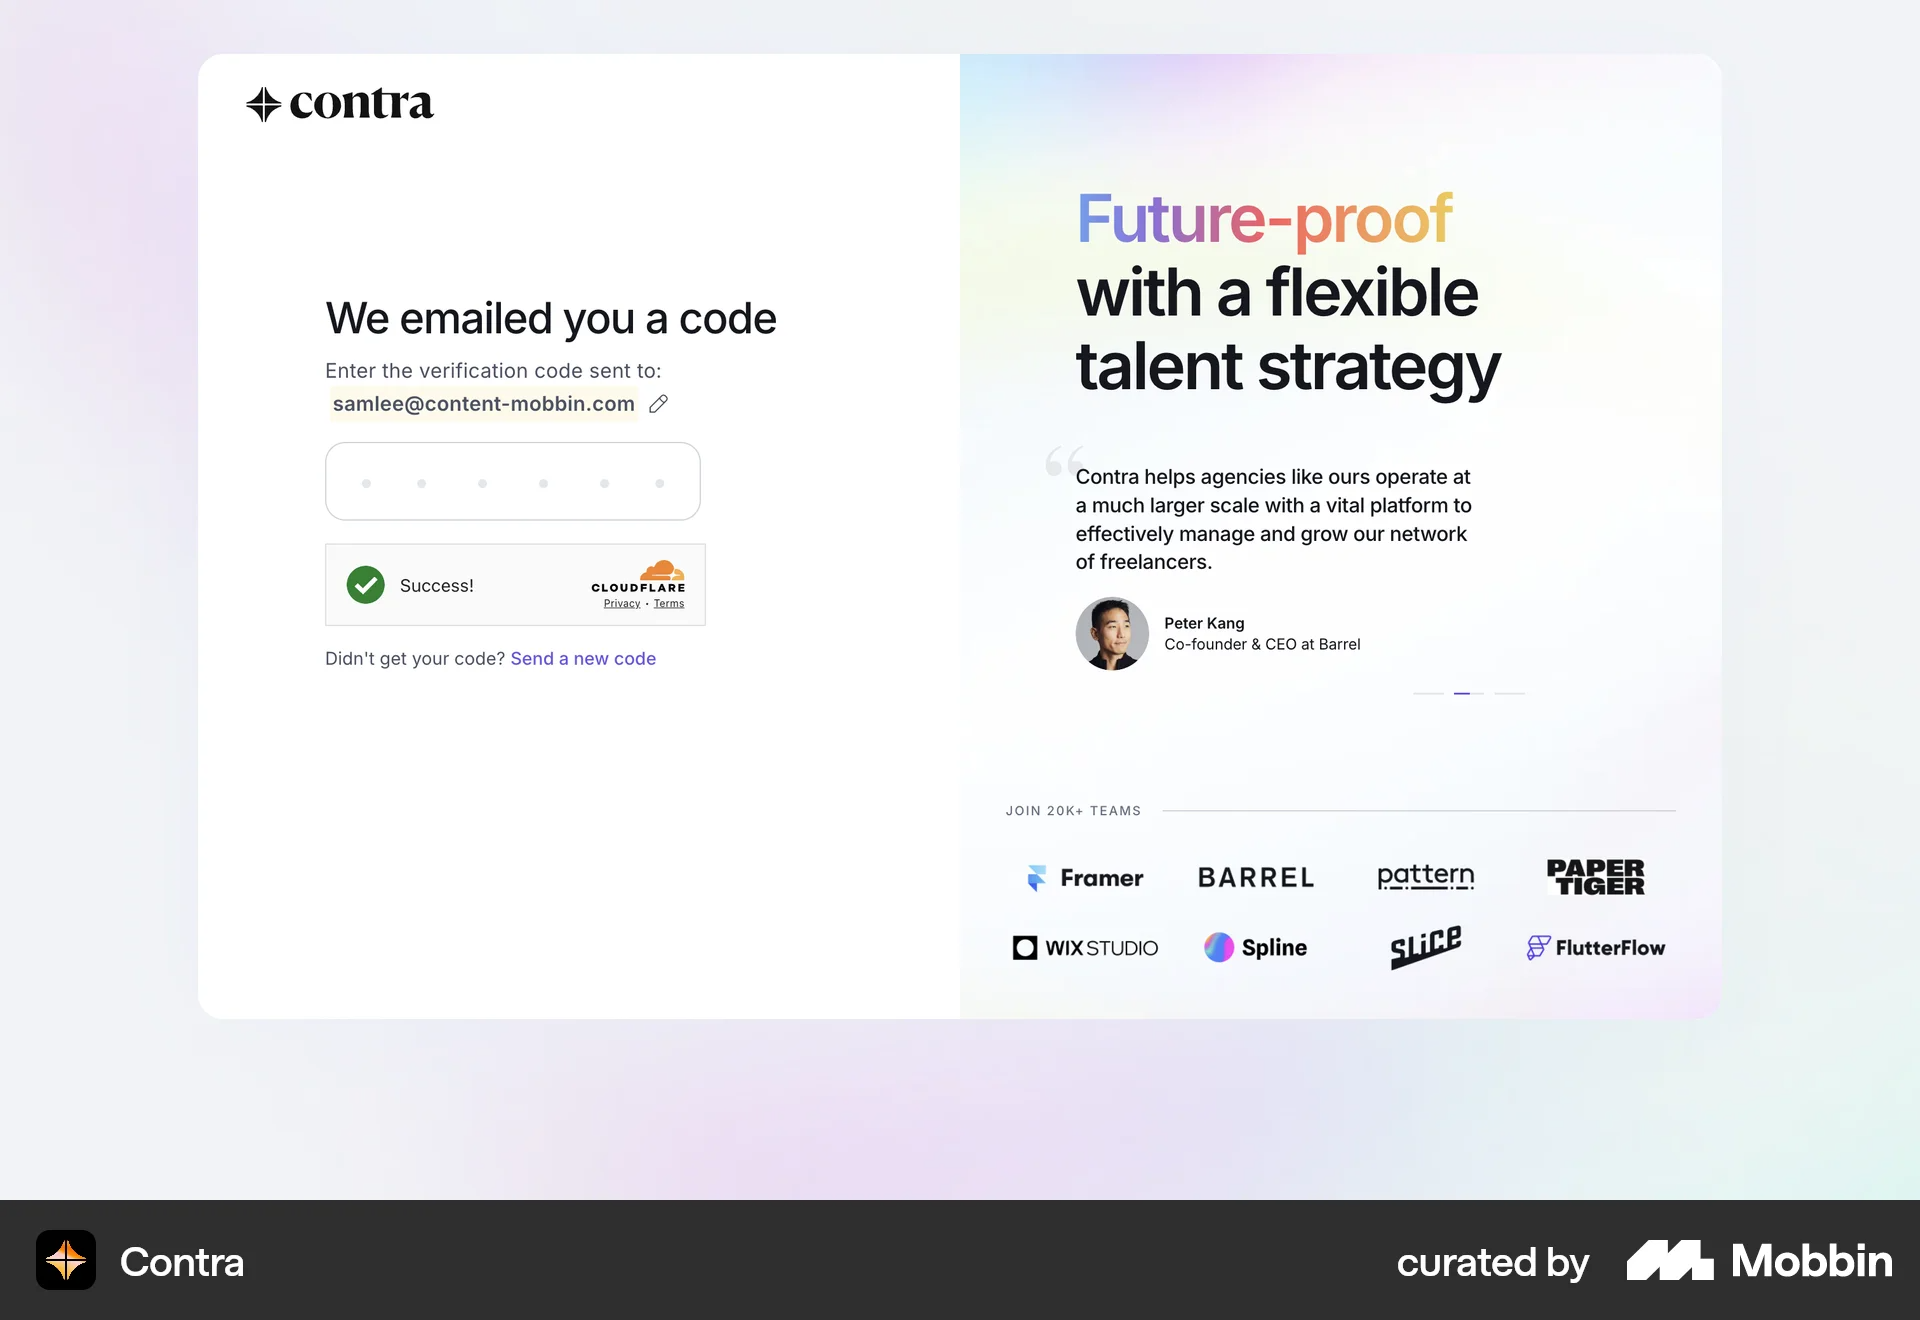 contra
We emailed you a code
Enter the verification code sent to:
samlee@content-mobbin.com
Success!
CLOUDFLARE
Privacy • Terms
Didn't get your code? Send a new code
Future-proof
with a flexible
talent strategy
“
Contra helps agencies like ours operate at
a much larger scale with a vital platform to
effectively manage and grow our network
of freelancers.
Peter Kang
Co-founder & CEO at Barrel
JOIN 20K+ TEAMS
Framer
BARREL
pattern
PAPER
TIGER
WIX STUDIO
Spline
SLiCE
FlutterFlow
Contra
curated by
Mobbin